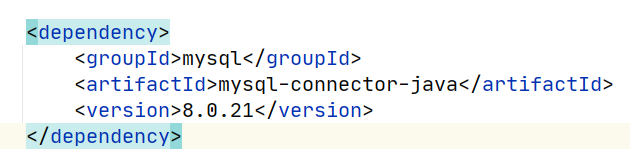 <dependency>
<groupId>mysql</groupId>
<artifactId>mysql-connector-java</artifactId>
<version>8.0.21</version>
</dependency>